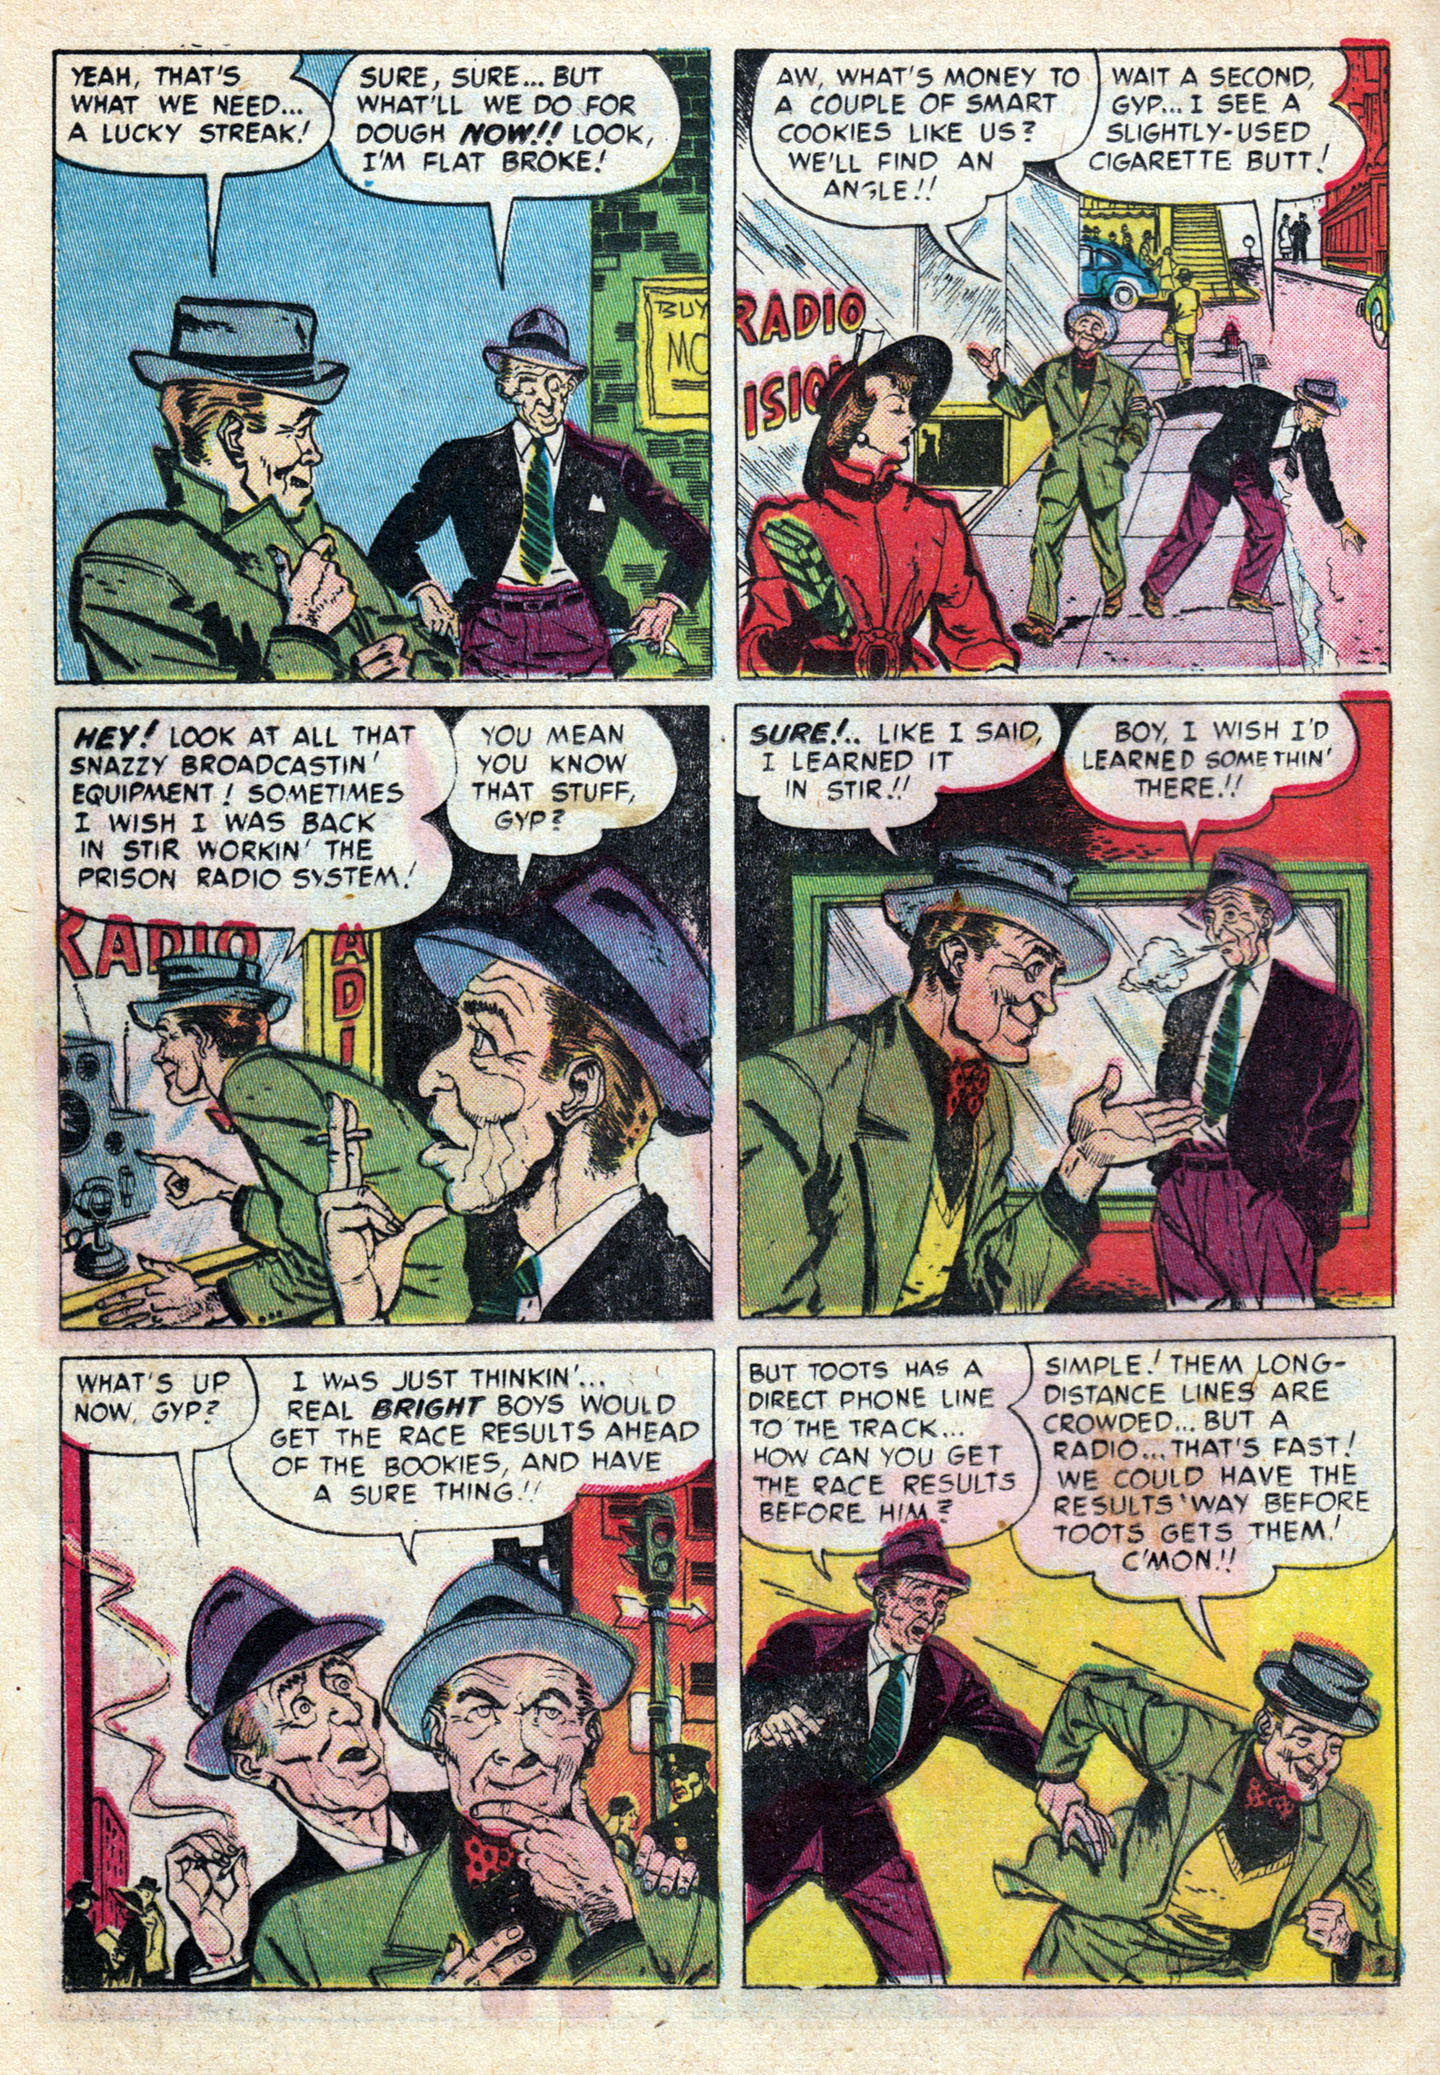 YEAH, THAT'S
WHAT WE NEED...
A LUCKY STREAK!
SURE, SURE... BUT
WHAT'LL WE DO FOR
DOUGH NOW!! LOOK,
I'M FLAT BROKE!
BUY
MO
AW, WHAT'S MONEY TO
A COUPLE OF SMART
COOKIES LIKE US?
WE'LL FIND AN
ANGLE!!
WAIT A SECOND,
GYP... I SEE A
SLIGHTLY-USED
CIGARETTE BUTT!
RADIO
ISION
HEY! LOOK AT ALL THAT
SNAZZY BROADCASTIN'
EQUIPMENT! SOMETIMES
I WISH I WAS BACK
IN STIR WORKIN' THE
PRISON RADIO SYSTEM!
YOU MEAN
YOU KNOW
THAT STUFF,
GYP?
RADIO
ADI
SURE!.. LIKE I SAID,
I LEARNED IT
IN STIR!!
BOY, I WISH I'D
LEARNED SOMETHIN'
THERE!!
WHAT'S UP
NOW, GYP?
I WAS JUST THINKIN'...
REAL BRIGHT BOYS WOULD
GET THE RACE RESULTS AHEAD
OF THE BOOKIES, AND HAVE
A SURE THING!!
BUT TOOTS HAS A
DIRECT PHONE LINE
TO THE TRACK...
HOW CAN YOU GET
THE RACE RESULTS
BEFORE HIM?
SIMPLE! THEM LONG-
DISTANCE LINES ARE
CROWDED... BUT A
RADIO... THAT'S FAST!
WE COULD HAVE THE
RESULTS 'WAY BEFORE
TOOTS GETS THEM!
C'MON!!
2